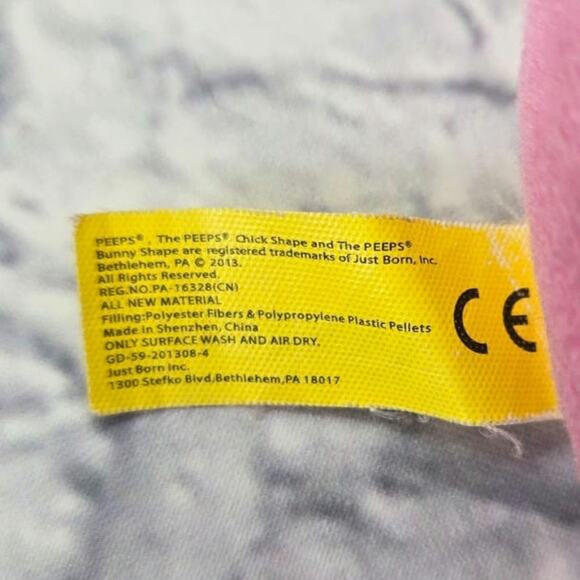 PEEPS®, The PEEPS® Chick Shape and The PEEPS®
Bunny Shape are registered trademarks of Just Born, Inc.
Bethlehem, PA © 2013.
All Rights Reserved.
REG.NO.PA-16328(CN)
ALL NEW MATERIAL
Filling:Polyester Fibers & Polypropylene Plastic Pellets
Made in Shenzhen, China
ONLY SURFACE WASH AND AIR DRY.
GD-59-201308-4
Just Born Inc.
1300 Stefko Blvd,Bethlehem,PA 18017
CE